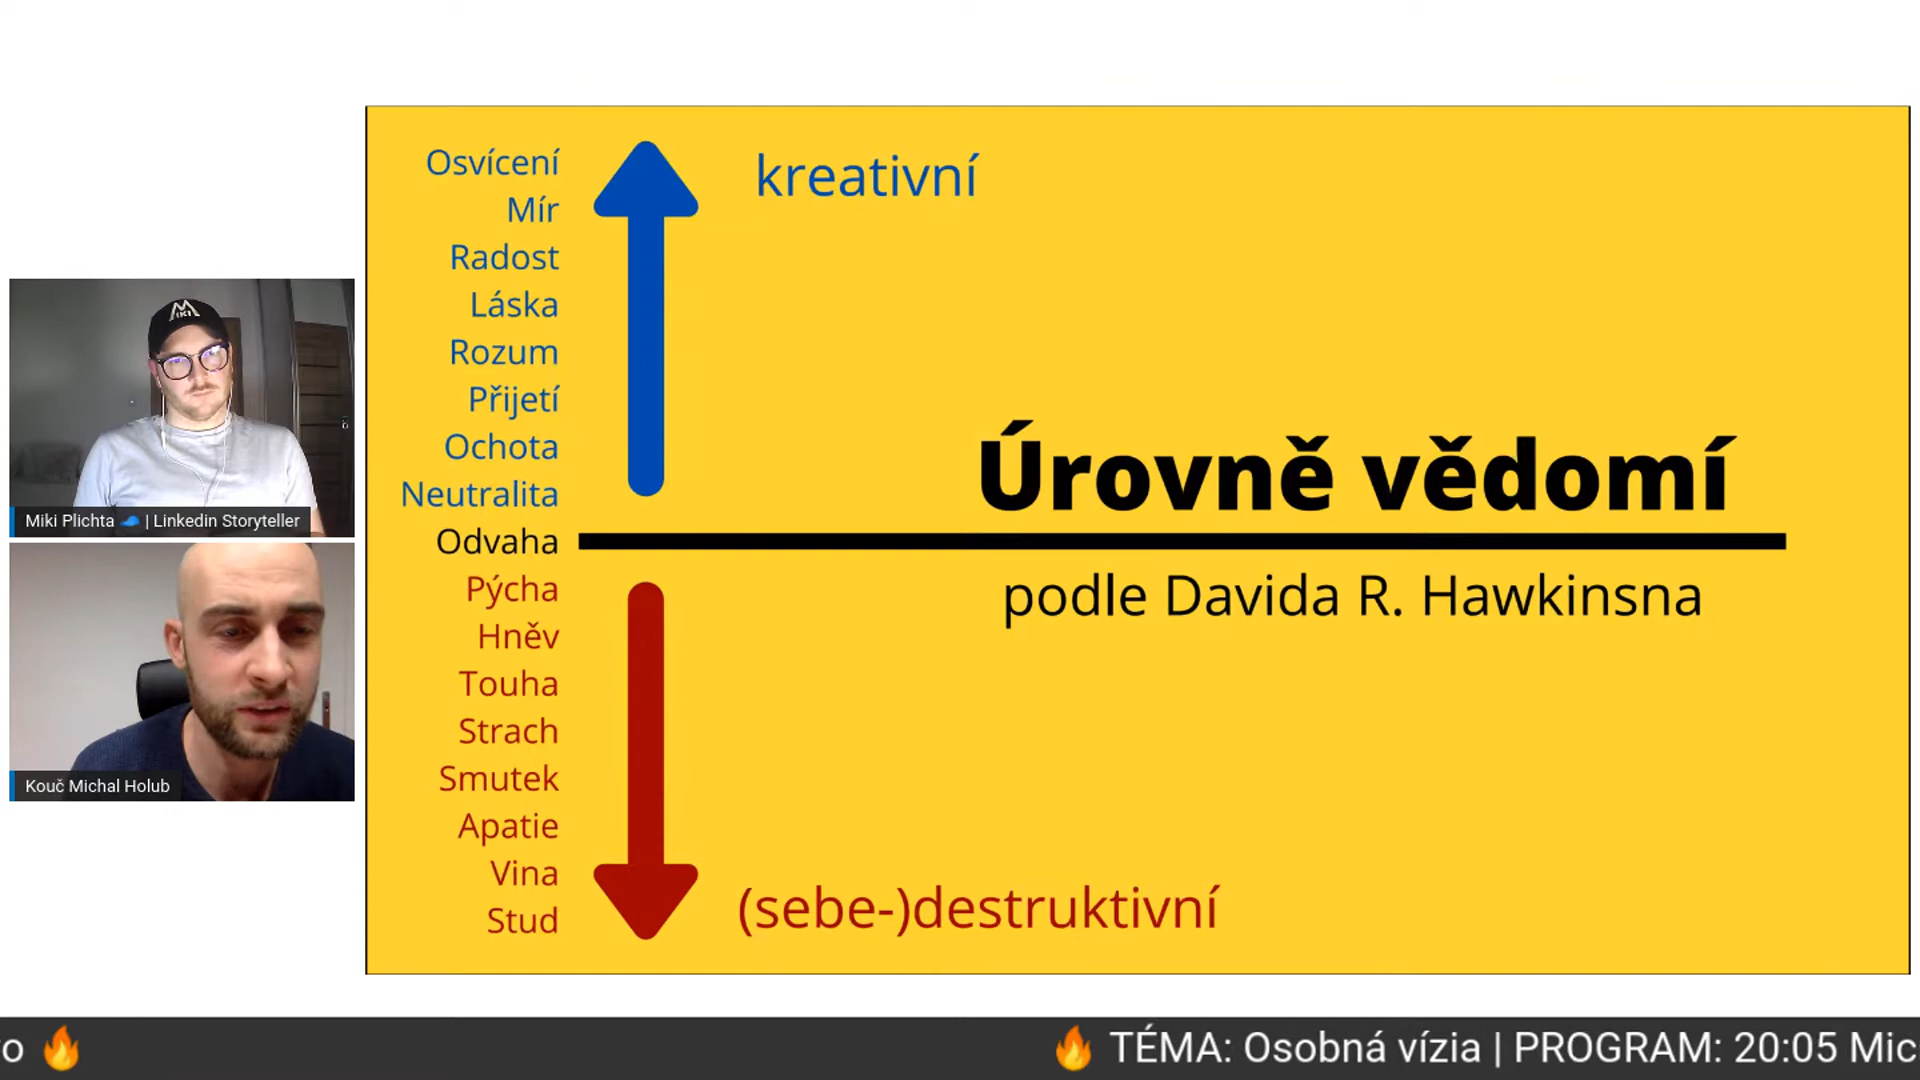 Osvícení
Mír
Radost
Láska
Rozum
Přijetí
Ochota
Neutralita
Odvaha
Pýcha
Hněv
Touha
Strach
Smutek
Apatie
Vina
Stud
kreativní
Úrovně vědomí
podle Davida R. Hawkinsna
(sebe-)destruktivní
MIKI
Miki Plichta 🧢 | Linkedin Storyteller
Kouč Michal Holub
o 🔥 🔥 TÉMA: Osobná vízia | PROGRAM: 20:05 Mic